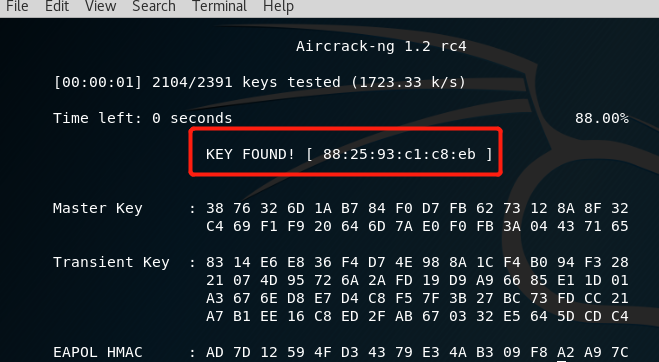 File Edit View Search Terminal Help
Aircrack-ng 1.2 rc4
[00:00:01] 2104/2391 keys tested (1723.33 k/s)
Time left: 0 seconds 88.00%
KEY FOUND! [ 88:25:93:c1:c8:eb ]
Master Key : 38 76 32 6D 1A B7 84 F0 D7 FB 62 73 12 8A 8F 32
C4 69 F1 F9 20 64 6D 7A E0 F0 FB 3A 04 43 71 65
Transient Key : 83 14 E6 E8 36 F4 D7 4E 98 8A 1C F4 B0 94 F3 28
21 07 4D 95 72 6A 2A FD 19 D9 A9 66 85 E1 1D 01
A3 67 6E D8 E7 D4 C8 F5 7F 3B 27 BC 73 FD CC 21
A7 B1 EE 16 C8 ED 2F AB 67 03 32 E5 64 5D CD C4
EAPOL HMAC : AD 7D 12 59 4F D3 43 79 E3 4A B3 09 F8 A2 A9 7C